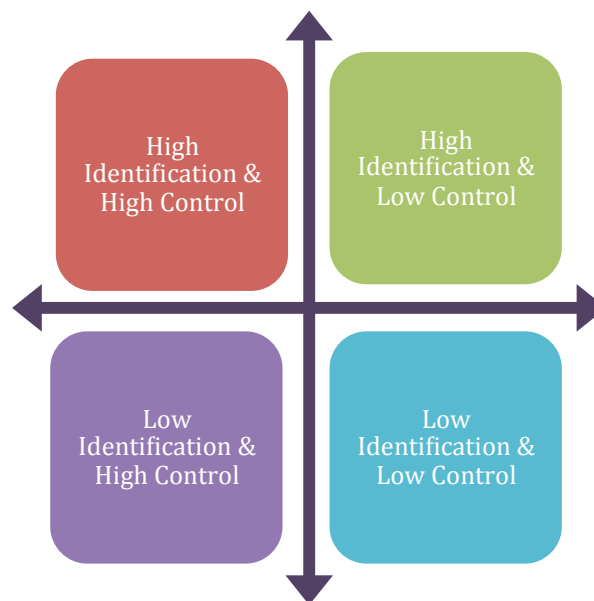 High
Identification &
High Control
High
Identification &
Low Control
Low
Identification &
High Control
Low
Identification &
Low Control